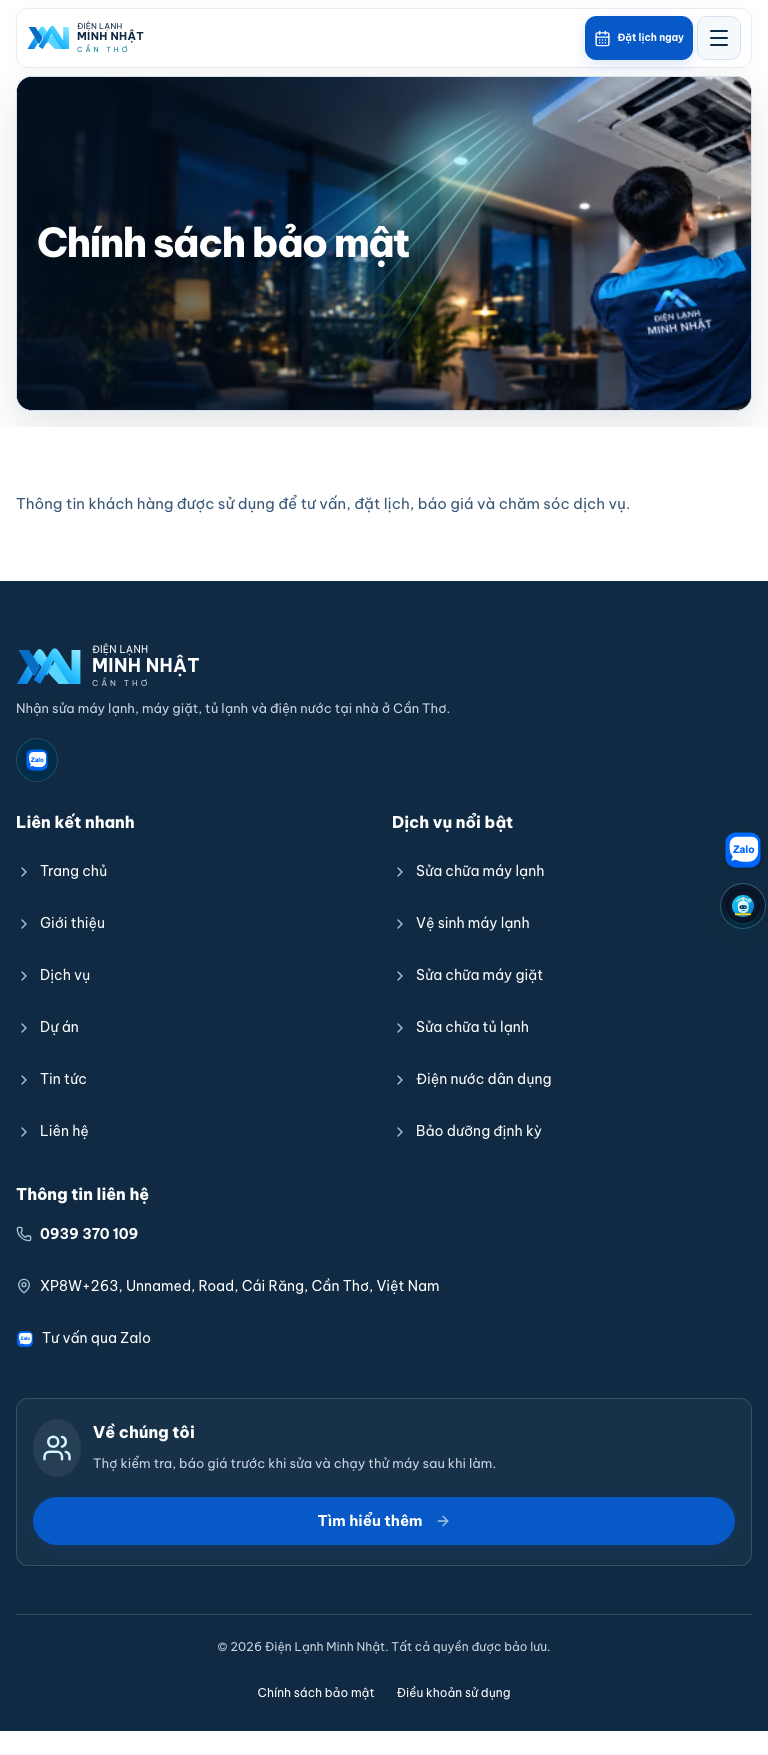 ĐIỆN LẠNH
MINH NHẬT
CẦN THƠ
Đặt lịch ngay
Chính sách bảo mật
ĐIỆN LẠNH
MINH NHẬT
Thông tin khách hàng được sử dụng để tư vấn, đặt lịch, báo giá và chăm sóc dịch vụ.
ĐIỆN LẠNH
MINH NHẬT
CẦN THƠ
Nhận sửa máy lạnh, máy giặt, tủ lạnh và điện nước tại nhà ở Cần Thơ.
Zalo
Liên kết nhanh
Trang chủ
Giới thiệu
Dịch vụ
Dự án
Tin tức
Liên hệ
Dịch vụ nổi bật
Sửa chữa máy lạnh
Vệ sinh máy lạnh
Sửa chữa máy giặt
Sửa chữa tủ lạnh
Điện nước dân dụng
Bảo dưỡng định kỳ
Zalo
Thông tin liên hệ
0939 370 109
XP8W+263, Unnamed, Road, Cái Răng, Cần Thơ, Việt Nam
Zalo
Tư vấn qua Zalo
Về chúng tôi
Thợ kiểm tra, báo giá trước khi sửa và chạy thử máy sau khi làm.
Tìm hiểu thêm
© 2026 Điện Lạnh Minh Nhật. Tất cả quyền được bảo lưu.
Chính sách bảo mật Điều khoản sử dụng